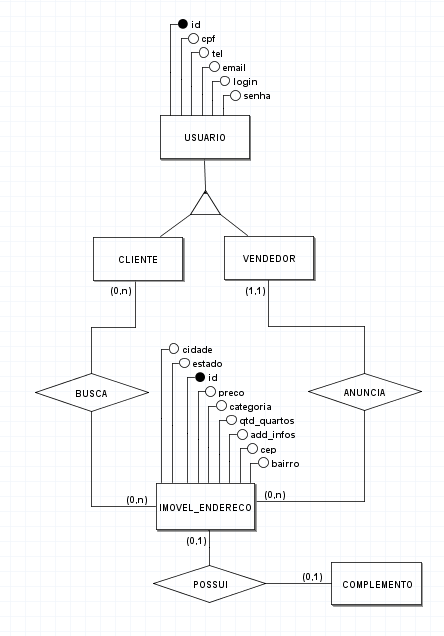 id
cpf
tel
email
login
senha
USUARIO
CLIENTE
VENDEDOR
(0,n)
(1,1)
cidade
estado
id
preco
categoria
qtd_quartos
add_infos
cep
bairro
BUSCA
ANUNCIA
(0,n)
(0,n)
IMOVEL_ENDERECO
(0,1)
POSSUI
(0,1)
COMPLEMENTO